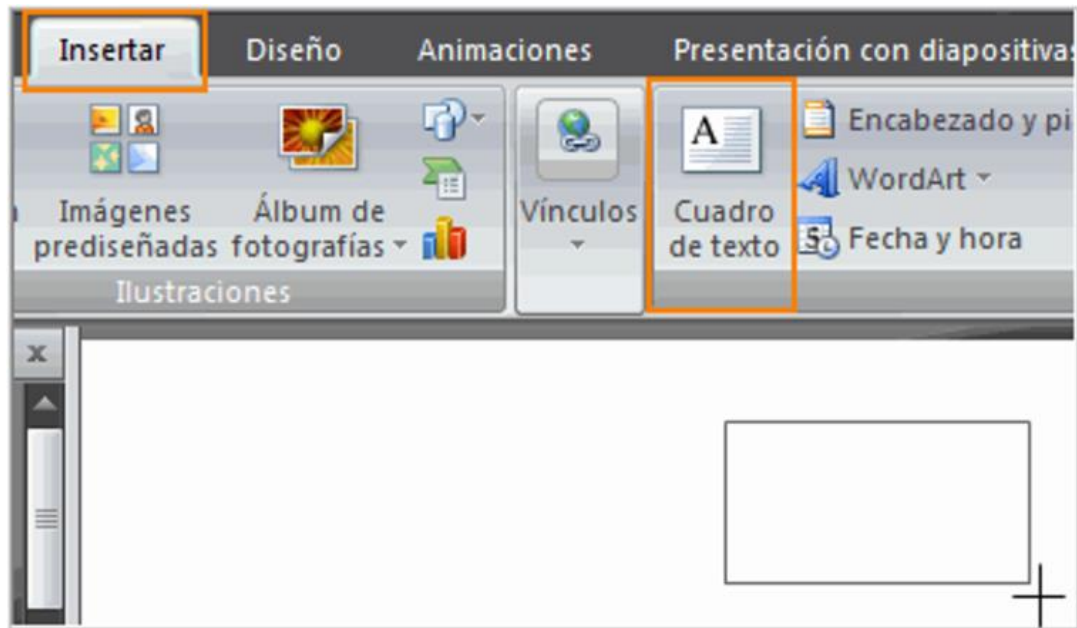 Insertar Diseño Animaciones Presentación con diapositivas
Imágenes prediseñadas
Álbum de fotografías
Vínculos
Cuadro de texto
Encabezado y pi
WordArt
Fecha y hora
Ilustraciones